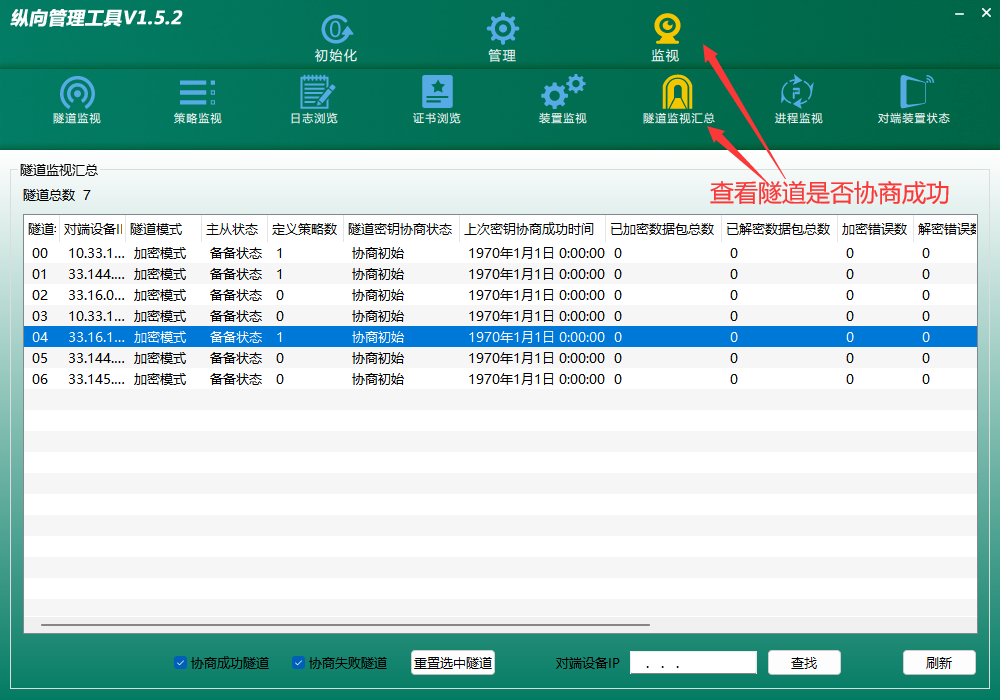 纵向管理工具V1.5.2
初始化 管理 监视
隧道监视 策略监视 日志浏览 证书浏览 装置监视 隧道监视汇总 进程监视 对端装置状态
隧道监视汇总
隧道总数 7
查看隧道是否协商成功
隧道 对端设备I 隧道模式 主从状态 定义策略数 隧道密钥协商状态 上次密钥协商成功时间 已加密数据包总数 已解密数据包总数 加密错误数 解密错误数
00 10.33.1... 加密模式 备备状态 1 协商初始 1970年1月1日 0:00:00 0 0 0 0
01 33.144.... 加密模式 备备状态 1 协商初始 1970年1月1日 0:00:00 0 0 0 0
02 33.16.0... 加密模式 备备状态 0 协商初始 1970年1月1日 0:00:00 0 0 0 0
03 10.33.1... 加密模式 备备状态 0 协商初始 1970年1月1日 0:00:00 0 0 0 0
04 33.16.1... 加密模式 备备状态 1 协商初始 1970年1月1日 0:00:00 0 0 0 0
05 33.144.... 加密模式 备备状态 0 协商初始 1970年1月1日 0:00:00 0 0 0 0
06 33.145.... 加密模式 备备状态 0 协商初始 1970年1月1日 0:00:00 0 0 0 0
协商成功隧道 协商失败隧道 重置选中隧道 对端设备IP . . . 查找 刷新